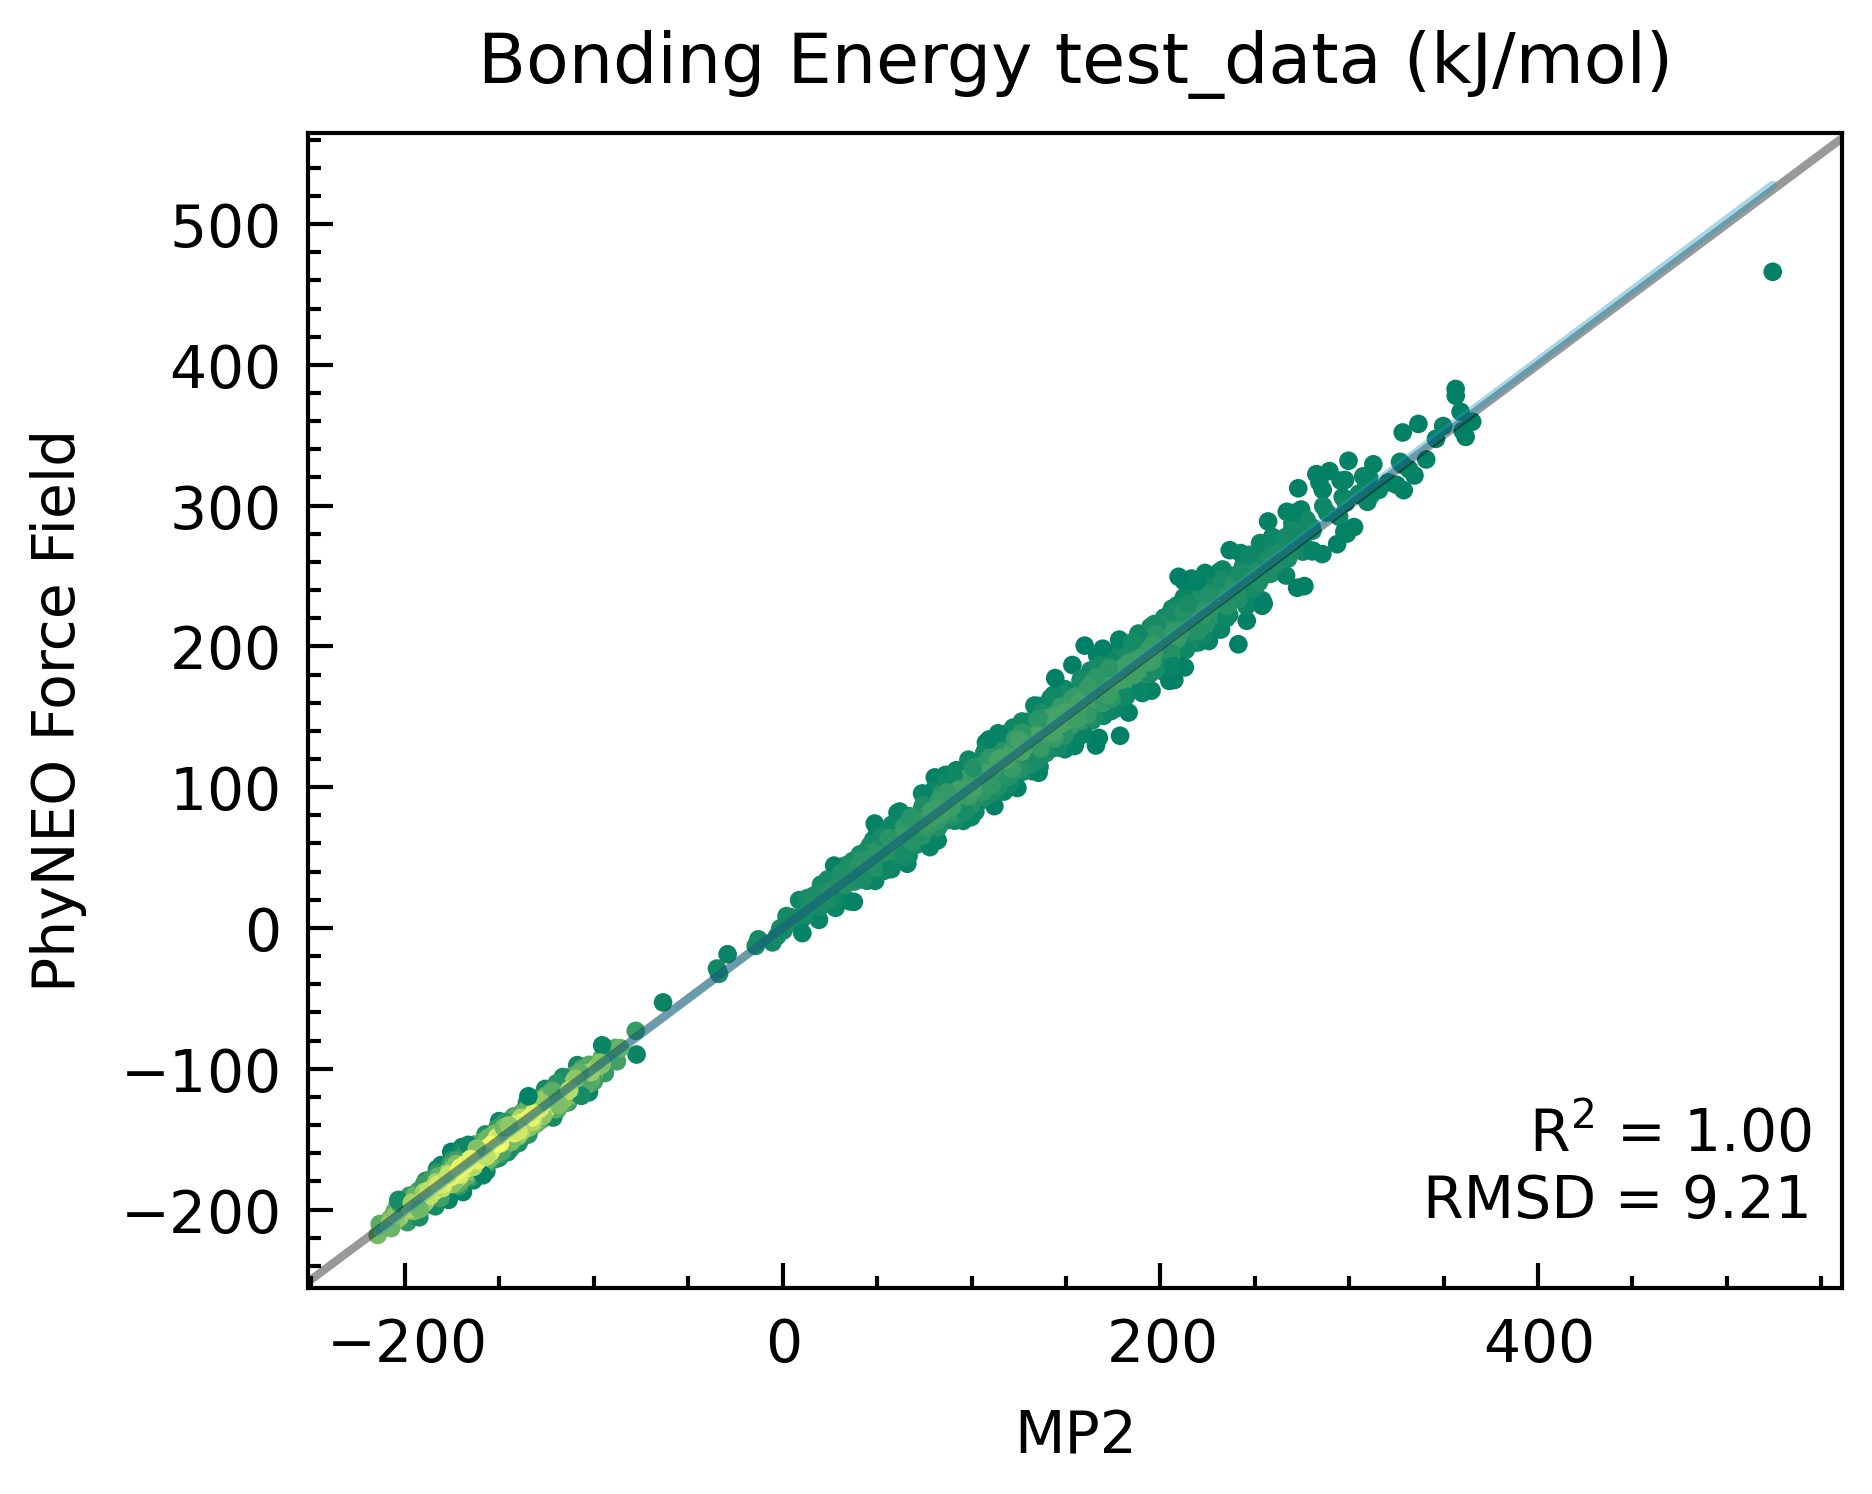 Bonding Energy test_data (kJ/mol)
PhyNEO Force Field
500
400
300
200
100
0
−100
−200
R² = 1.00
RMSD = 9.21
−200 0 200 400
MP2